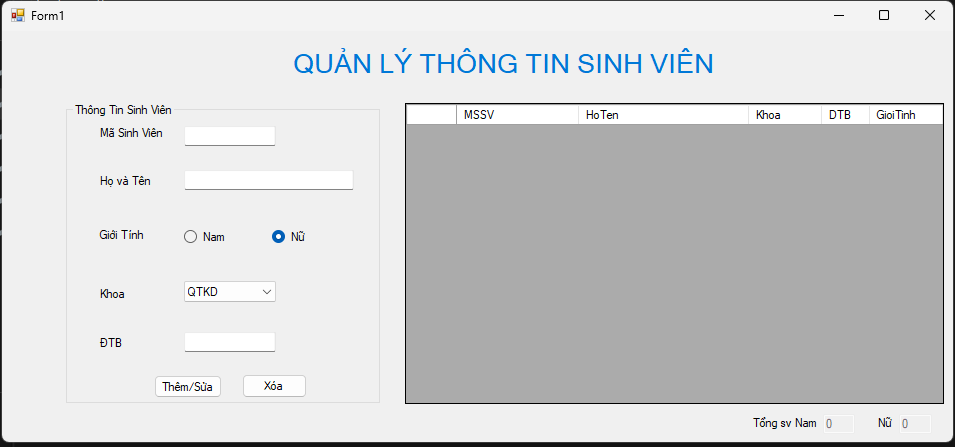 Form1
QUẢN LÝ THÔNG TIN SINH VIÊN
Thông Tin Sinh Viên
Mã Sinh Viên
Họ và Tên
Giới Tính Nam Nữ
Khoa QTKD
ĐTB
Thêm/Sửa Xóa
MSSV HoTen Khoa DTB GioiTinh
Tổng sv Nam 0 Nữ 0